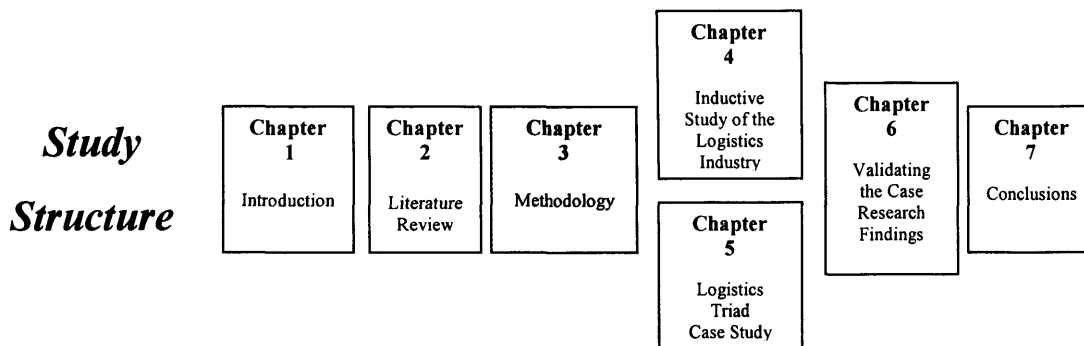 Study
Structure
Chapter
1
Introduction
Chapter
2
Literature
Review
Chapter
3
Methodology
Chapter
4
Inductive
Study of the
Logistics
Industry
Chapter
5
Logistics
Triad
Case Study
Chapter
6
Validating
the Case
Research
Findings
Chapter
7
Conclusions